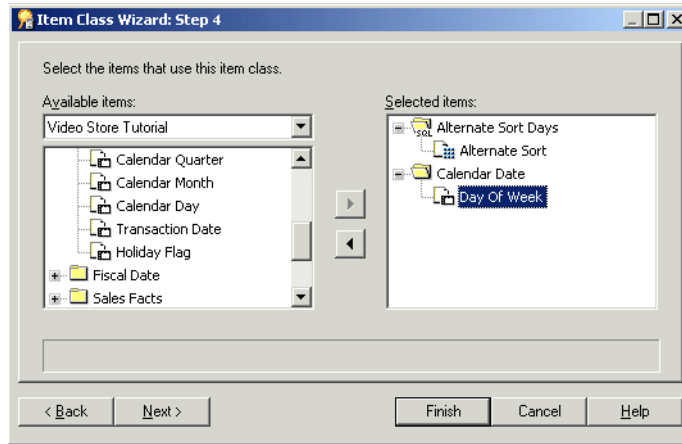 Item Class Wizard: Step 4
Select the items that use this item class.
Available items:
Video Store Tutorial
Calendar Quarter
Calendar Month
Calendar Day
Transaction Date
Holiday Flag
Fiscal Date
Sales Facts
Selected items:
SQL
Alternate Sort Days
Alternate Sort
Calendar Date
Day Of Week
< Back
Next >
Finish
Cancel
Help